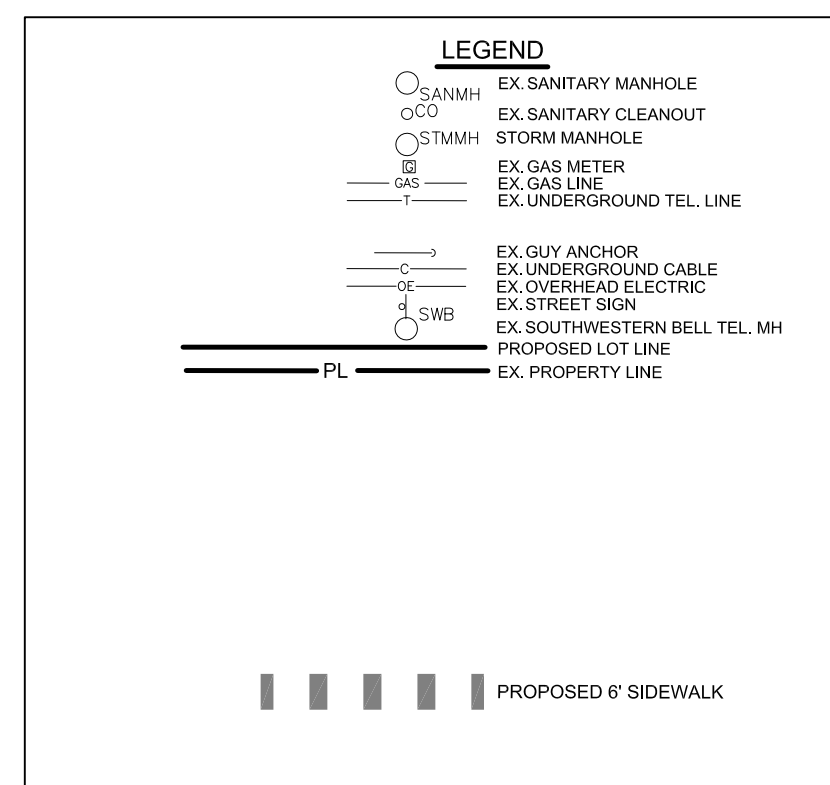 LEGEND
SANMH EX. SANITARY MANHOLE
CO EX. SANITARY CLEANOUT
STMMH STORM MANHOLE
G EX. GAS METER
GAS EX. GAS LINE
T EX. UNDERGROUND TEL. LINE
EX. GUY ANCHOR
C EX. UNDERGROUND CABLE
OE EX. OVERHEAD ELECTRIC
EX. STREET SIGN
SWB EX. SOUTHWESTERN BELL TEL. MH
PROPOSED LOT LINE
PL EX. PROPERTY LINE
PROPOSED 6' SIDEWALK